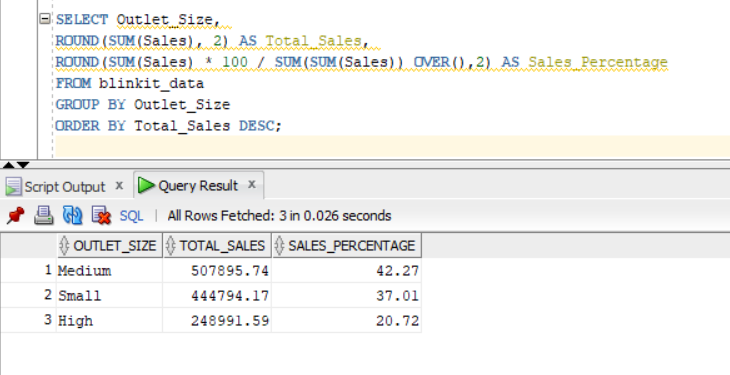 SELECT Outlet_Size,
ROUND(SUM(Sales), 2) AS Total_Sales,
ROUND(SUM(Sales) * 100 / SUM(SUM(Sales)) OVER(),2) AS Sales_Percentage
FROM blinkit_data
GROUP BY Outlet_Size
ORDER BY Total_Sales DESC;
Script Output x Query Result x
SQL | All Rows Fetched: 3 in 0.026 seconds
OUTLET_SIZE TOTAL_SALES SALES_PERCENTAGE
1 Medium 507895.74 42.27
2 Small 444794.17 37.01
3 High 248991.59 20.72